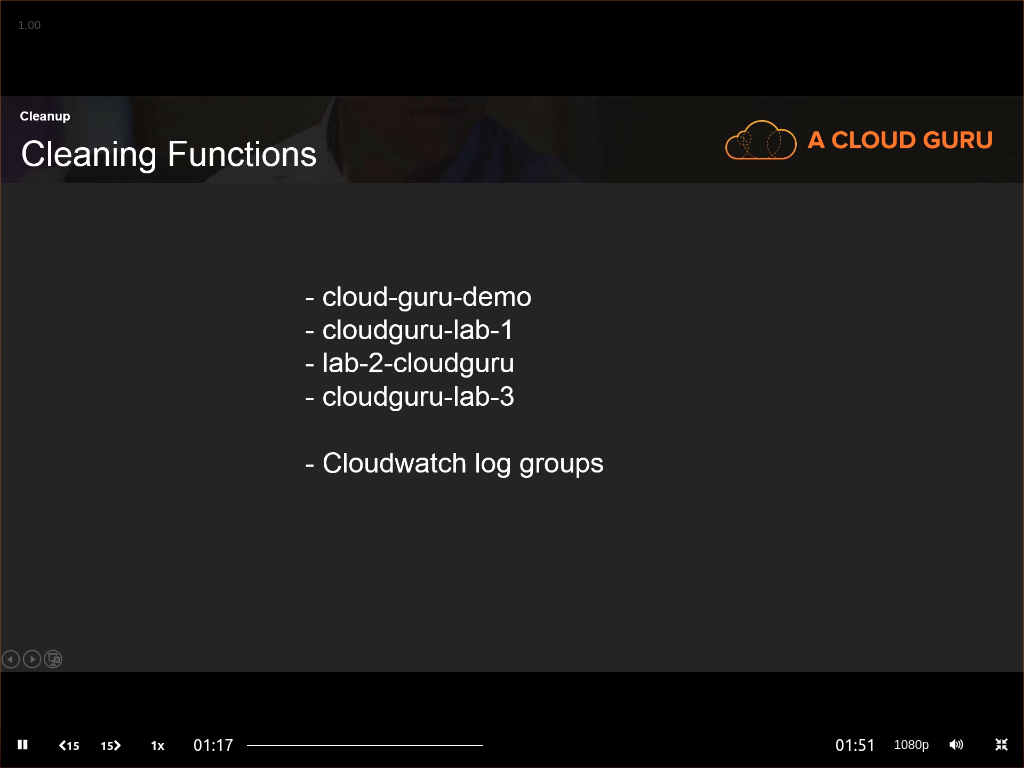 1.00
Cleanup
Cleaning Functions
A CLOUD GURU
- cloud-guru-demo
- cloudguru-lab-1
- lab-2-cloudguru
- cloudguru-lab-3
- Cloudwatch log groups
15 15 1x 01:17 01:51 1080p